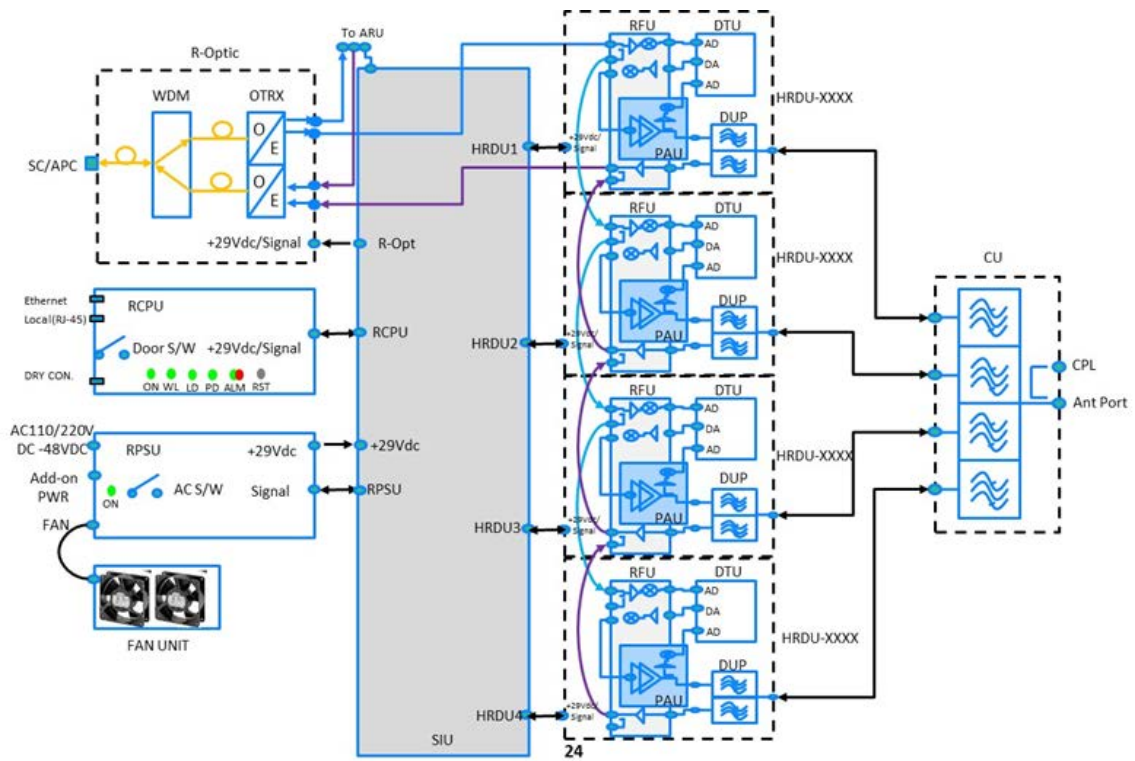 To ARU
R-Optic
WDM
OTRX
O
E
O
E
SC/APC
+29Vdc/Signal
R-Opt
Ethernet
Local(RJ-45)
RCPU
Door S/W
+29Vdc/Signal
DRY CON.
ON WL LD PD ALM RST
RCPU
AC110/220V
DC -48VDC
RPSU
+29Vdc
+29Vdc
Add-on
PWR
ON
AC S/W
Signal
RPSU
FAN
FAN UNIT
SIU
HRDU1
HRDU2
HRDU3
HRDU4
RFU
DTU
AD
DA
AD
HRDU-XXXX
DUP
+29Vdc/
Signal
PAU
RFU
DTU
AD
DA
AD
HRDU-XXXX
DUP
+29Vdc/
Signal
PAU
RFU
DTU
AD
DA
AD
HRDU-XXXX
DUP
+29Vdc/
Signal
PAU
RFU
DTU
AD
DA
AD
HRDU-XXXX
DUP
+29Vdc/
Signal
PAU
24
CU
CPL
Ant Port